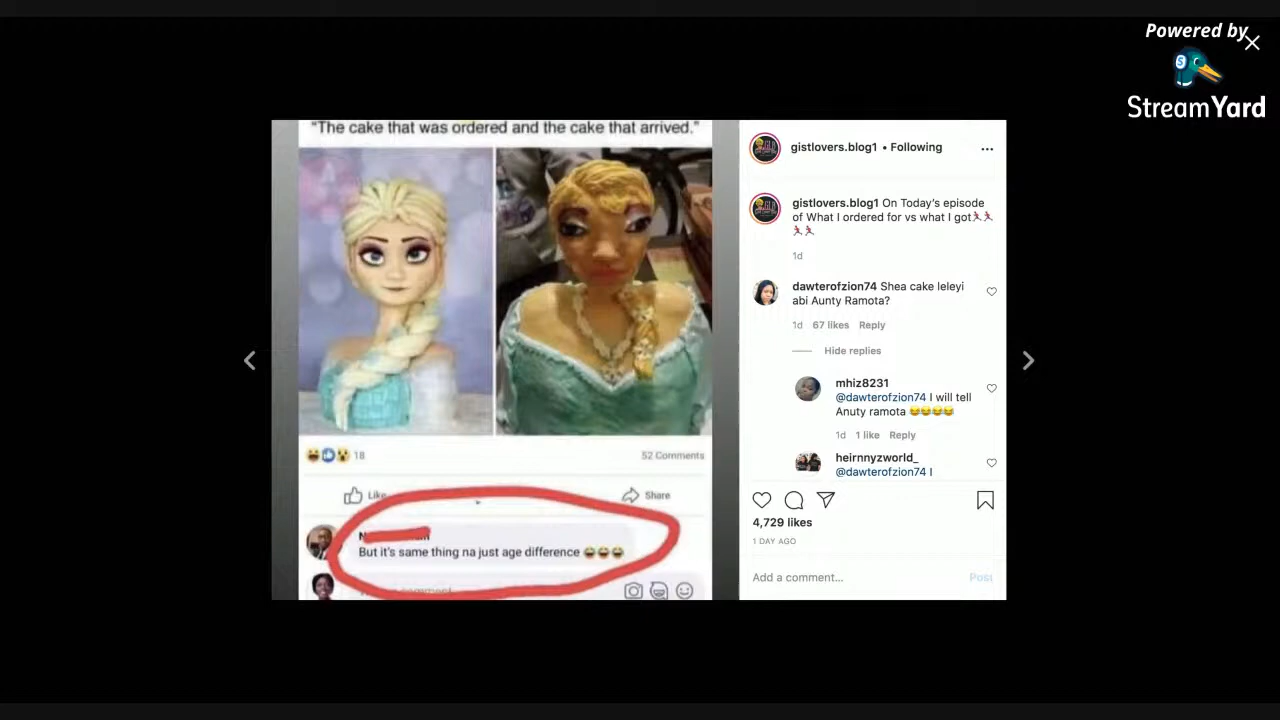 Powered by
StreamYard
"The cake that was ordered and the cake that arrived."
18
52 Comments
Like
Share
But it's same thing na just age difference 😂😂😂
gistlovers.blog1 • Following
gistlovers.blog1 On Today's episode
of What I ordered for vs what I got🏃🏃
🏃🏃
1d
dawterofzion74 Shea cake leleyi
abi Aunty Ramota?
1d 67 likes Reply
Hide replies
mhiz8231
@dawterofzion74 I will tell
Anuty ramota 😂😂😂😂
1d 1 like Reply
heirnnyzworld_
@dawterofzion74 I
4,729 likes
1 DAY AGO
Add a comment...
Post